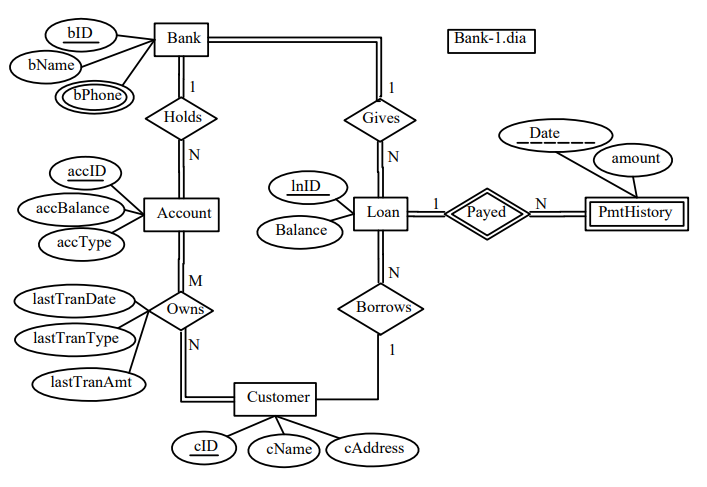 bID
Bank
Bank-1.dia
bName
bPhone
1
1
Holds
Gives
Date
N
N
amount
accID
lnID
accBalance
Account
Loan
1
Payed
N
PmtHistory
Balance
accType
M
N
lastTranDate
Owns
Borrows
lastTranType
N
1
lastTranAmt
Customer
cID
cName
cAddress